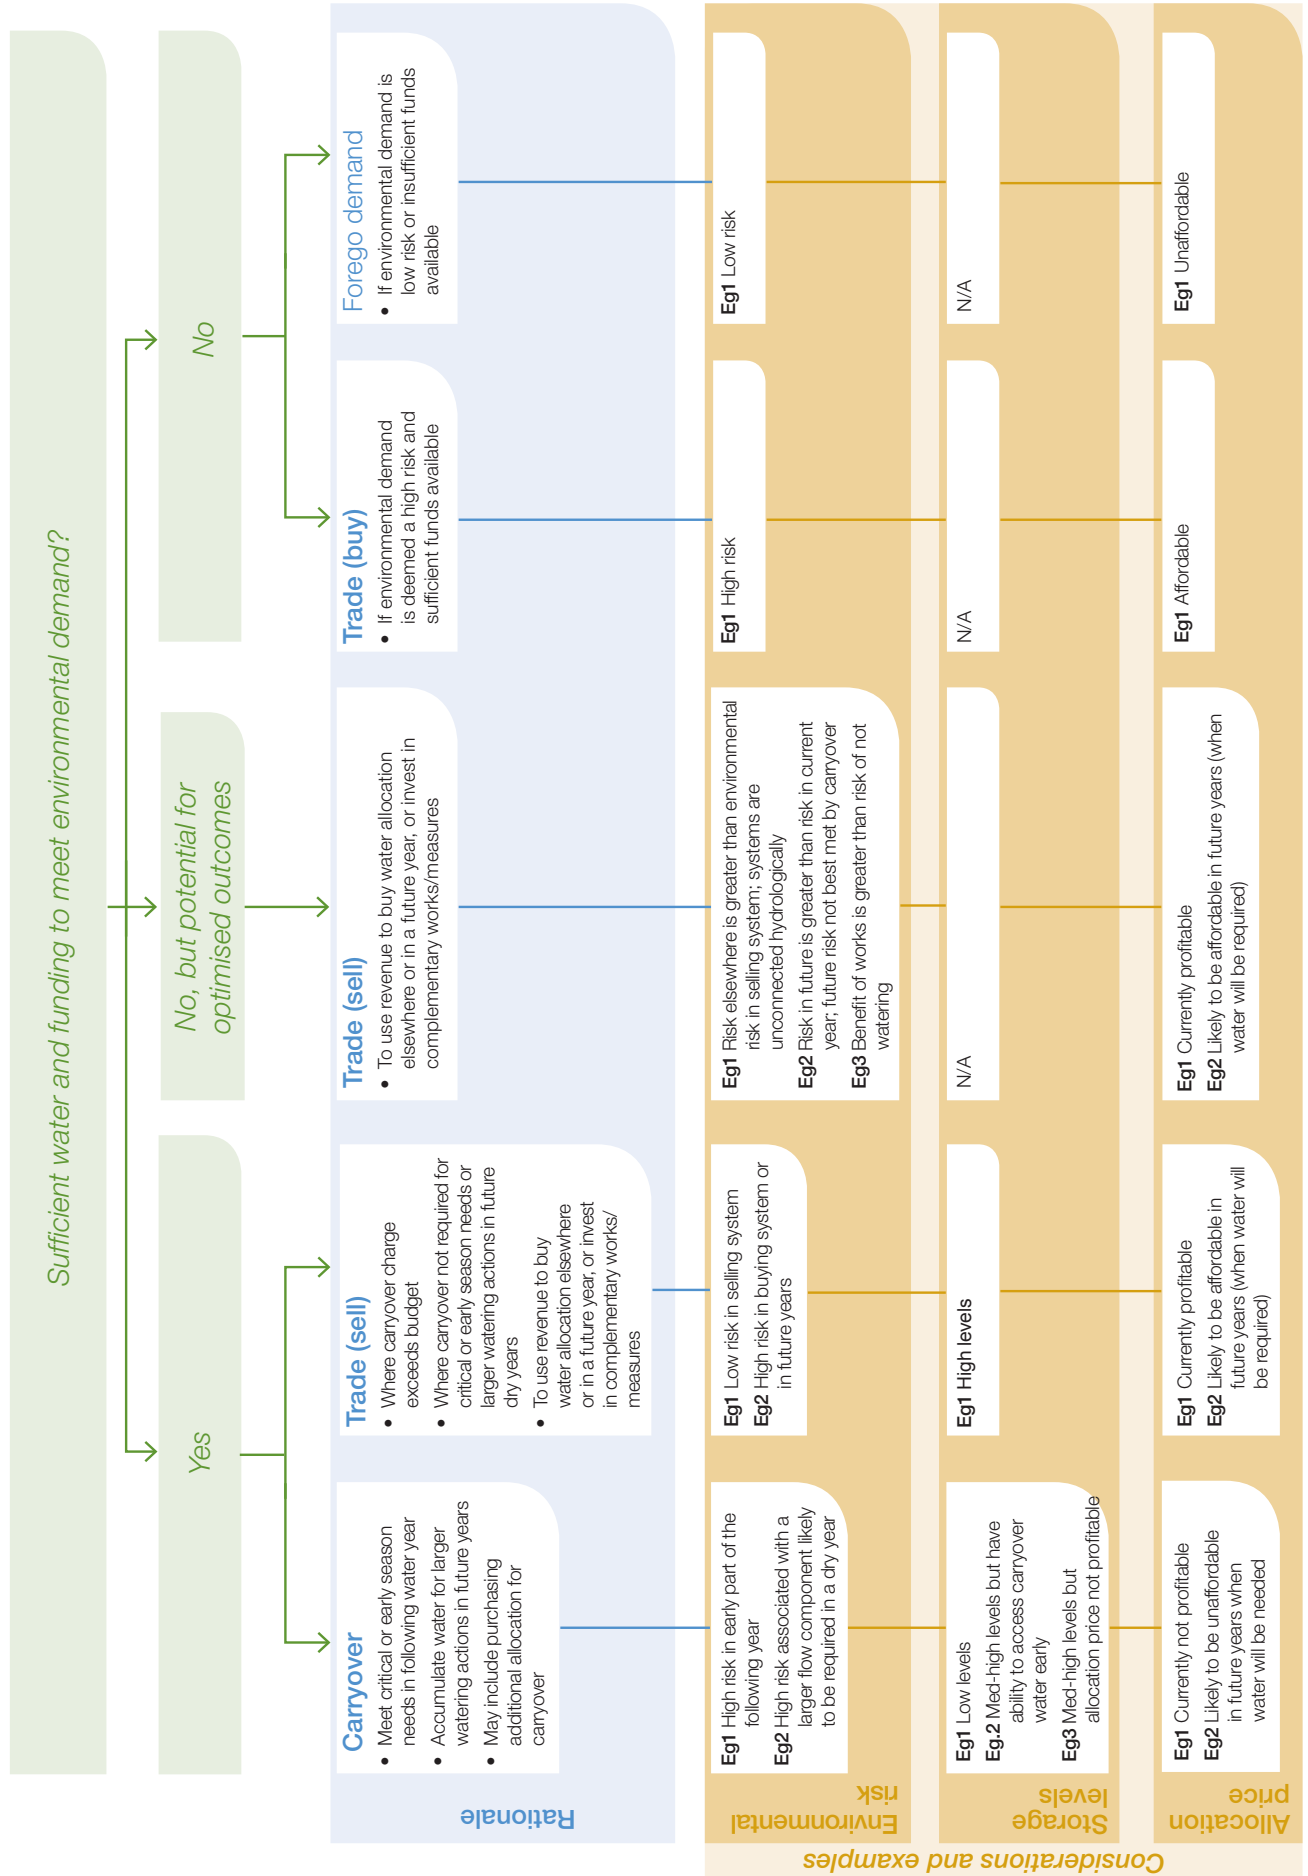 Sufficient water and funding to meet environmental demand?
Yes
No, but potential for
optimised outcomes
No
Rationale
Carryover
• Meet critical or early season
needs in following water year
• Accumulate water for larger
watering actions in future years
• May include purchasing
additional allocation for
carryover
Trade (sell)
• Where carryover charge
exceeds budget
• Where carryover not required for
critical or early season needs or
larger watering actions in future
dry years
• To use revenue to buy
water allocation elsewhere
or in a future year, or invest
in complementary works/
measures
Trade (sell)
• To use revenue to buy water allocation
elsewhere or in a future year, or invest in
complementary works/measures
Trade (buy)
• If environmental demand
is deemed a high risk and
sufficient funds available
Forego demand
• If environmental demand is
low risk or insufficient funds
available
Considerations and examples
Environmental
risk
Eg1 High risk in early part of the
following year
Eg2 High risk associated with a
larger flow component likely
to be required in a dry year
Eg1 Low risk in selling system
Eg2 High risk in buying system or
in future years
Eg1 Risk elsewhere is greater than environmental
risk in selling system; systems are
unconnected hydrologically
Eg2 Risk in future is greater than risk in current
year; future risk not best met by carryover
Eg3 Benefit of works is greater than risk of not
watering
Eg1 High risk
Eg1 Low risk
Storage
levels
Eg1 Low levels
Eg.2 Med-high levels but have
ability to access carryover
water early
Eg3 Med-high levels but
allocation price not profitable
Eg1 High levels
N/A
N/A
N/A
Allocation
price
Eg1 Currently not profitable
Eg2 Likely to be unaffordable
in future years when
water will be needed
Eg1 Currently profitable
Eg2 Likely to be affordable in
future years (when water will
be required)
Eg1 Currently profitable
Eg2 Likely to be affordable in future years (when
water will be required)
Eg1 Affordable
Eg1 Unaffordable